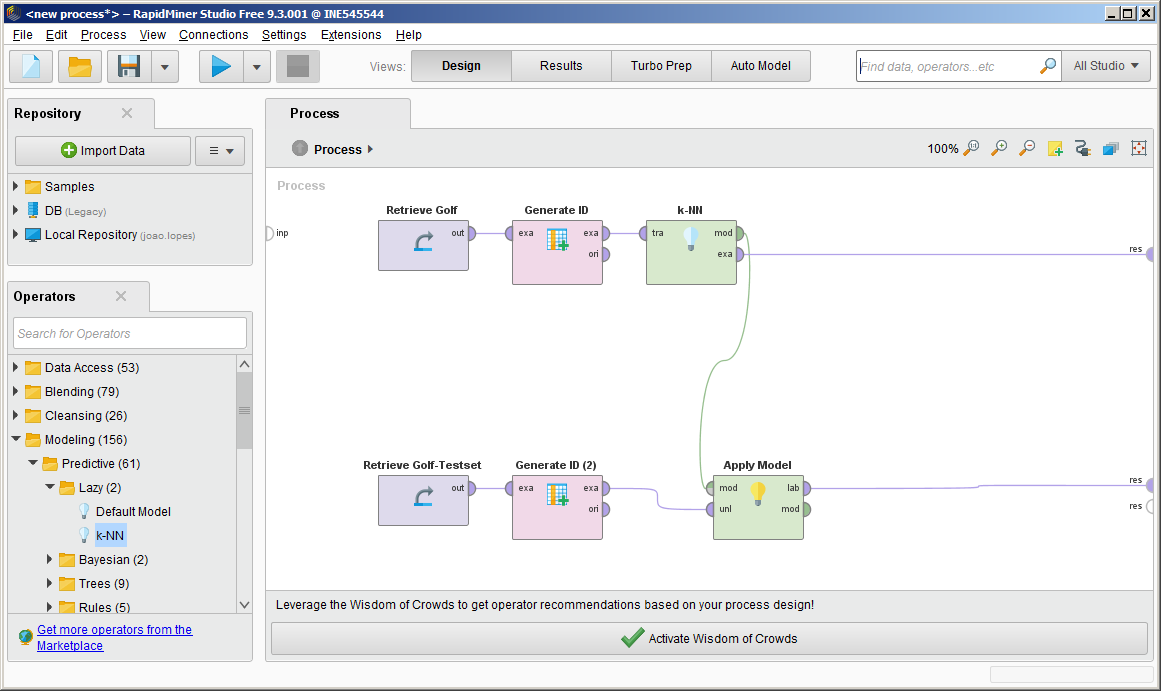 <new process*> – RapidMiner Studio Free 9.3.001 @ INE545544
File Edit Process View Connections Settings Extensions Help
Views: Design Results Turbo Prep Auto Model Find data, operators...etc All Studio
Repository
Import Data
Samples
DB (Legacy)
Local Repository (joao.lopes)
Operators
Search for Operators
Data Access (53)
Blending (79)
Cleansing (26)
Modeling (156)
Predictive (61)
Lazy (2)
Default Model
k-NN
Bayesian (2)
Trees (9)
Rules (5)
Get more operators from the
Marketplace
Process
Process 100%
Process
Retrieve Golf Generate ID k-NN
inp out exa exa tra mod
ori exa res
Retrieve Golf-Testset Generate ID (2) Apply Model
out exa exa mod lab res
ori unl mod res
Leverage the Wisdom of Crowds to get operator recommendations based on your process design!
Activate Wisdom of Crowds